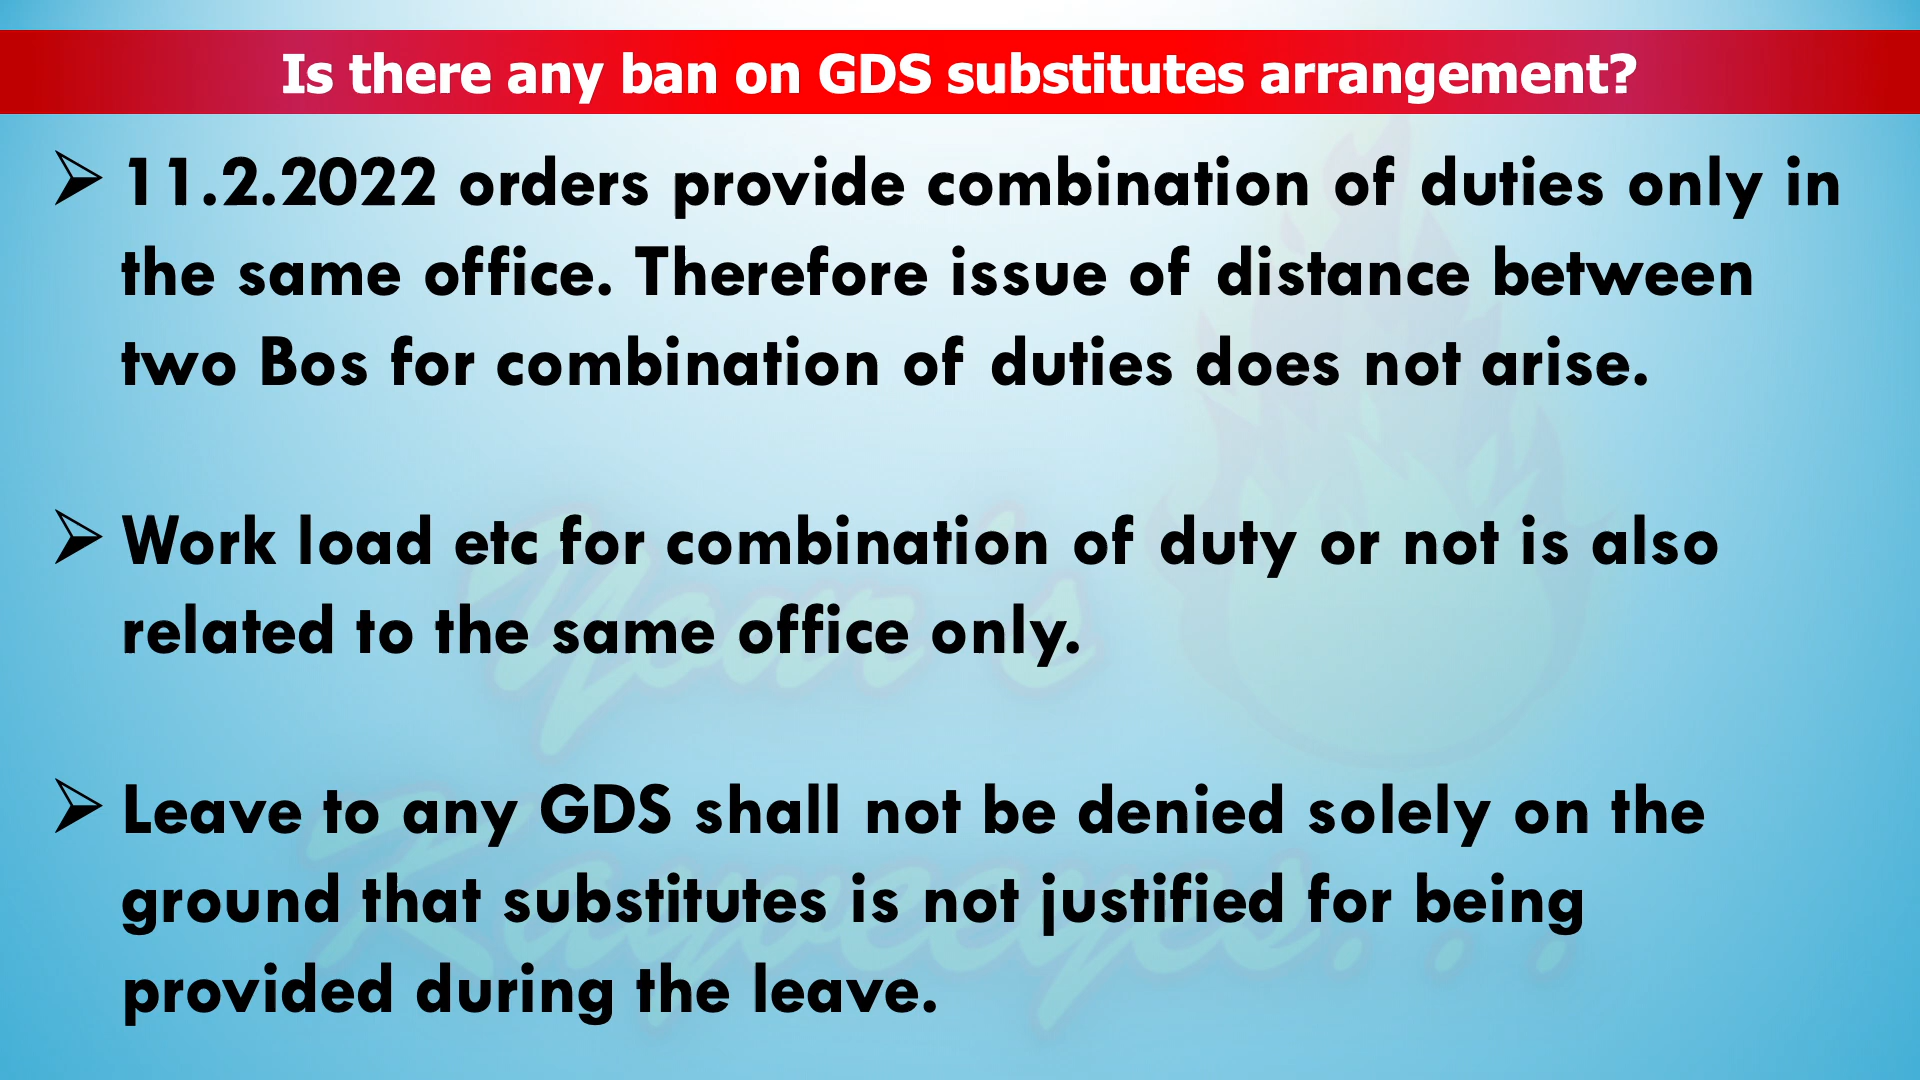 Is there any ban on GDS substitutes arrangement?
➢ 11.2.2022 orders provide combination of duties only in
the same office. Therefore issue of distance between
two Bos for combination of duties does not arise.
➢ Work load etc for combination of duty or not is also
related to the same office only.
➢ Leave to any GDS shall not be denied solely on the
ground that substitutes is not justified for being
provided during the leave.
Your's